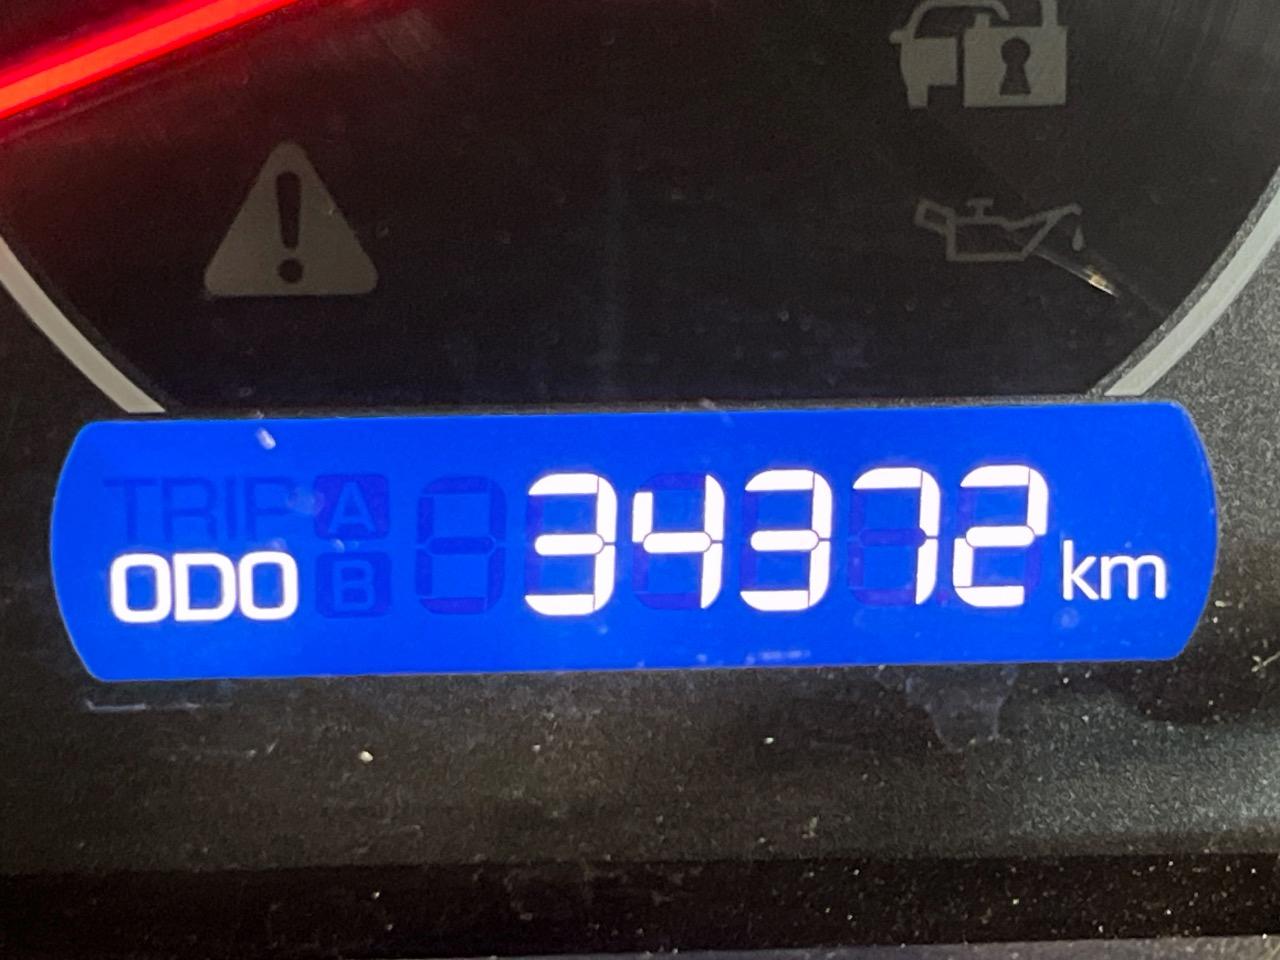 TRIP A
ODO B 34372 km